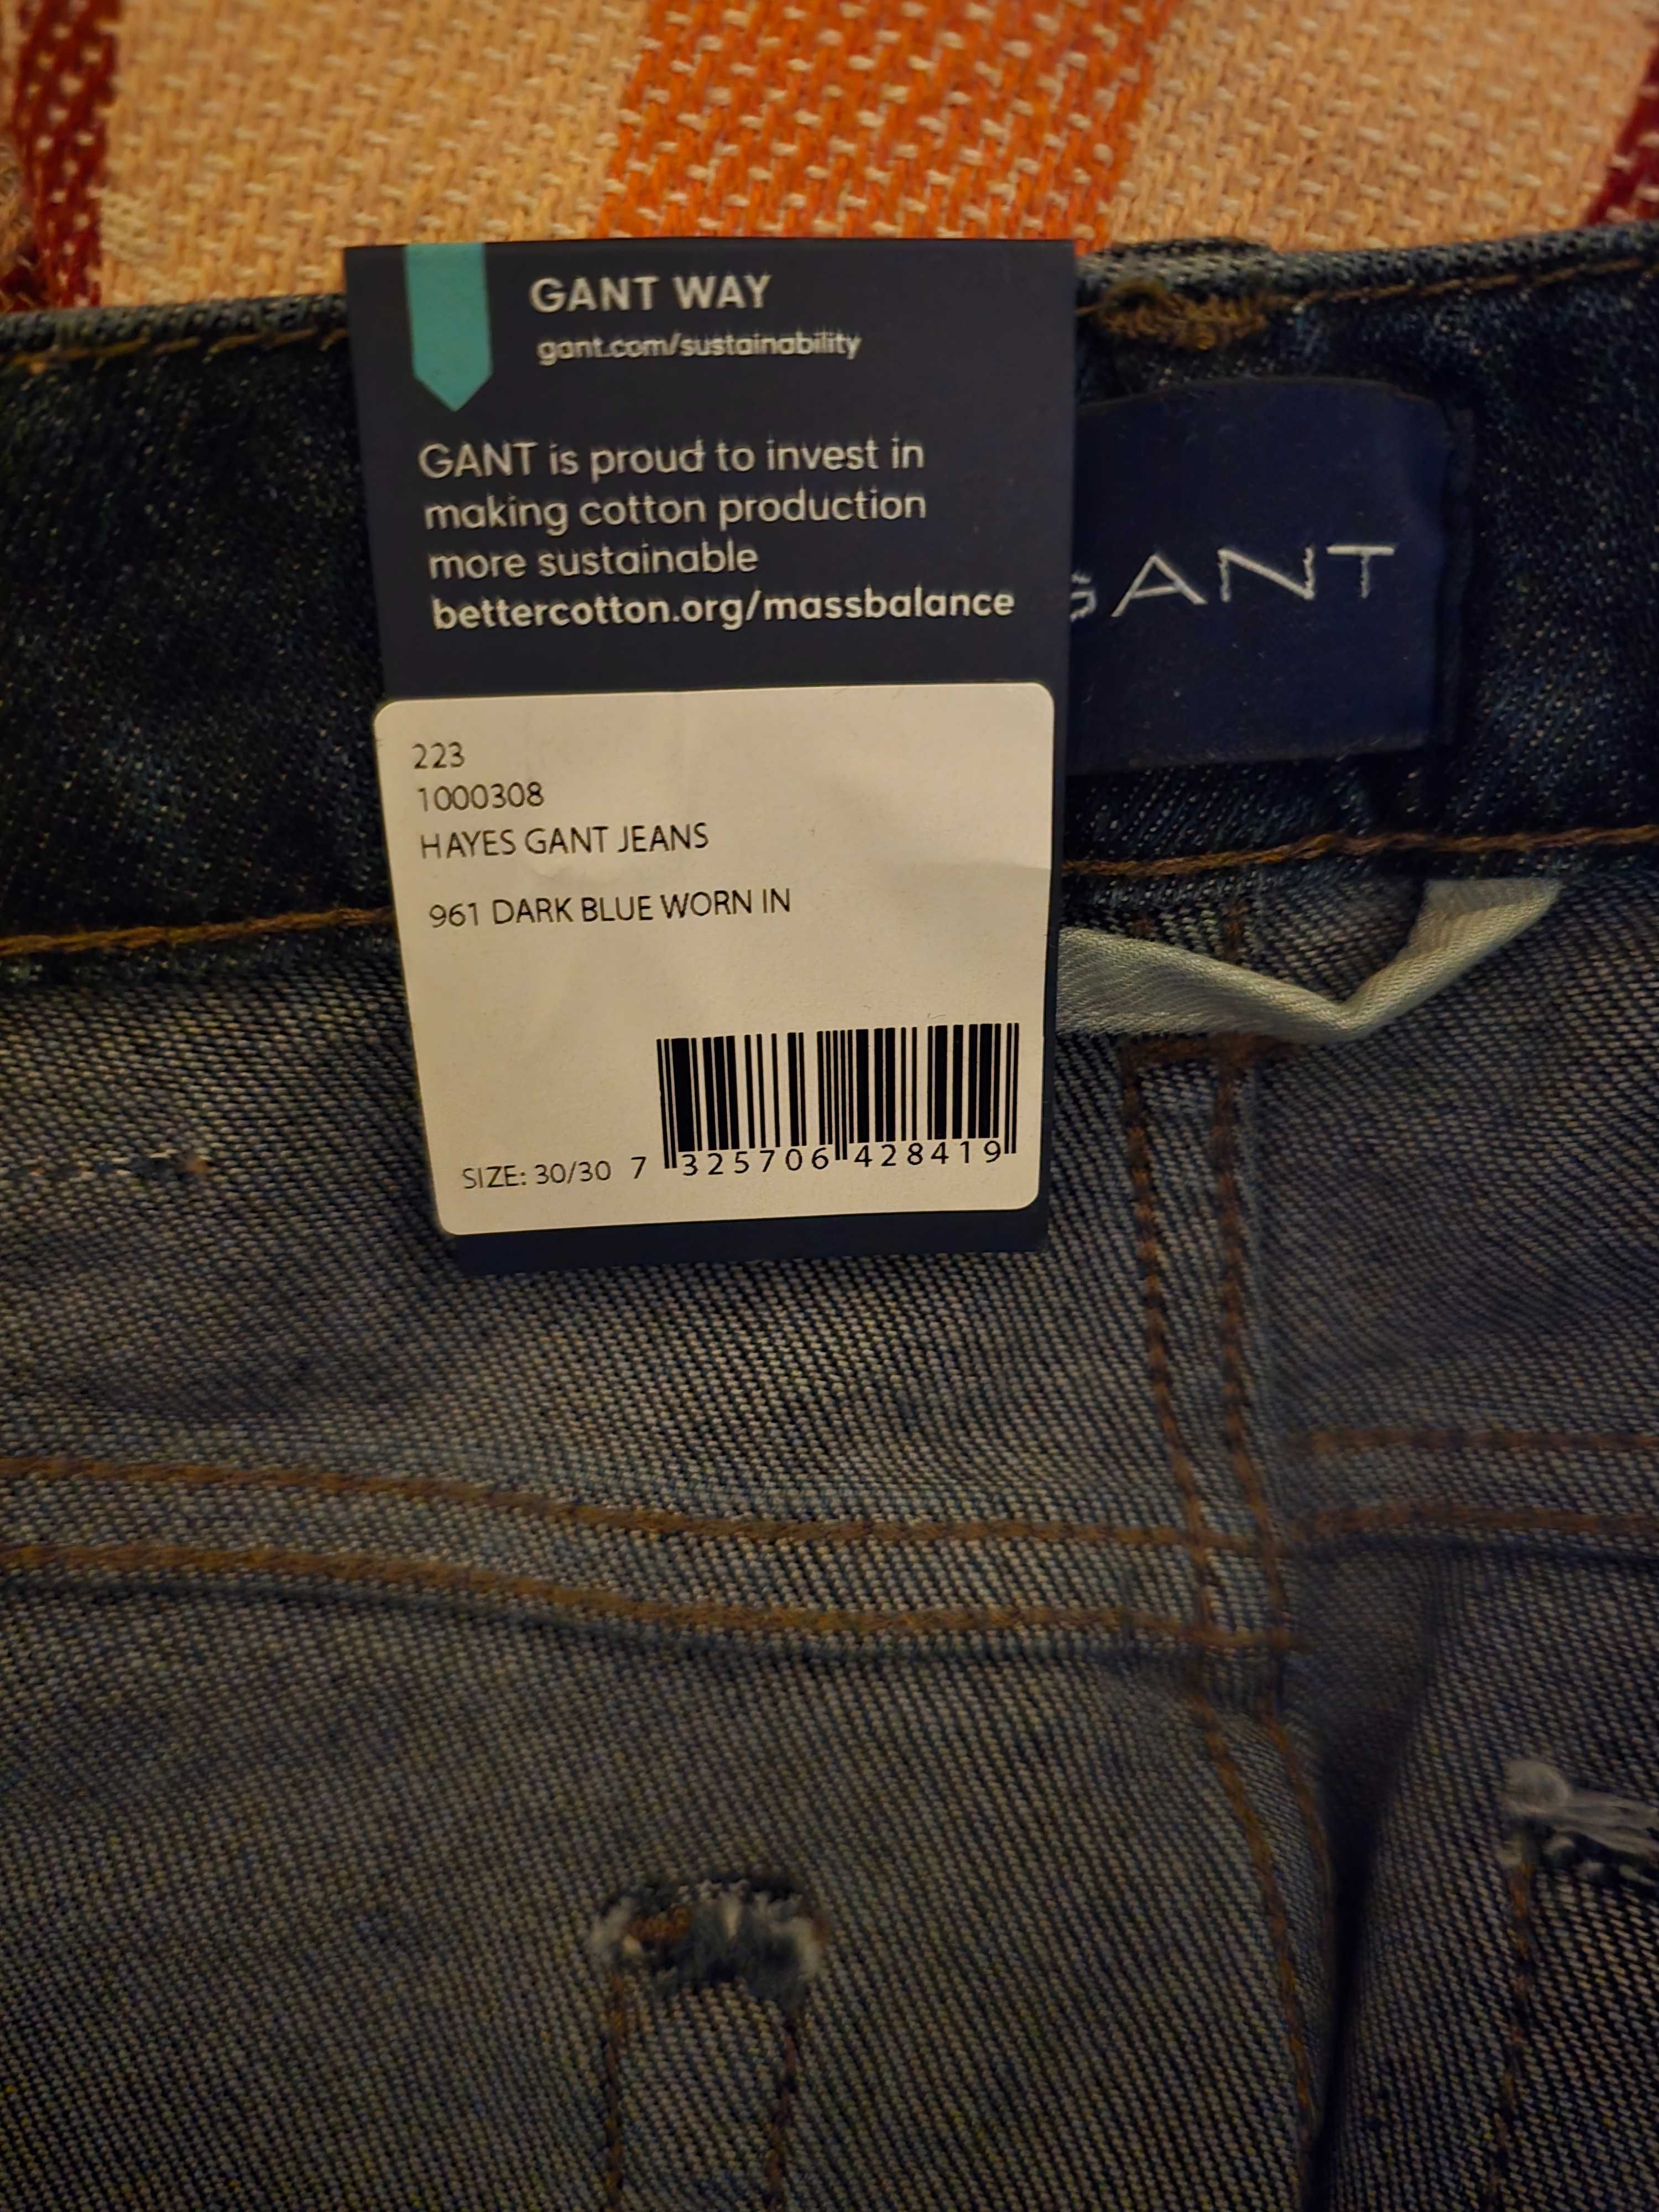 GANT WAY
gant.com/sustainability
GANT is proud to invest in
making cotton production
more sustainable
bettercotton.org/massbalance
GANT
223
1000308
HAYES GANT JEANS
961 DARK BLUE WORN IN
SIZE: 30/30 7 325706 428419